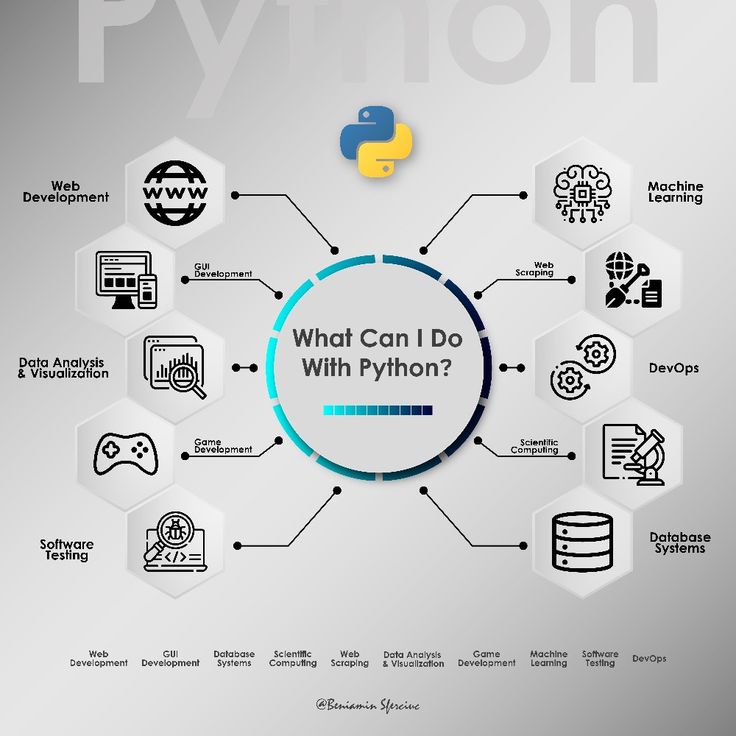 Python
Web
Development
WWW
GUI
Development
Data Analysis
& Visualization
Game
Development
Software
Testing
What Can I Do
With Python?
Machine
Learning
Web
Scraping
DevOps
Scientific
Computing
Database
Systems
</>
Web
Development
GUI
Development
Database
Systems
Scientific
Computing
Web
Scraping
Data Analysis
& Visualization
Game
Development
Machine
Learning
Software
Testing
DevOps
@Beniamin Sferciuc